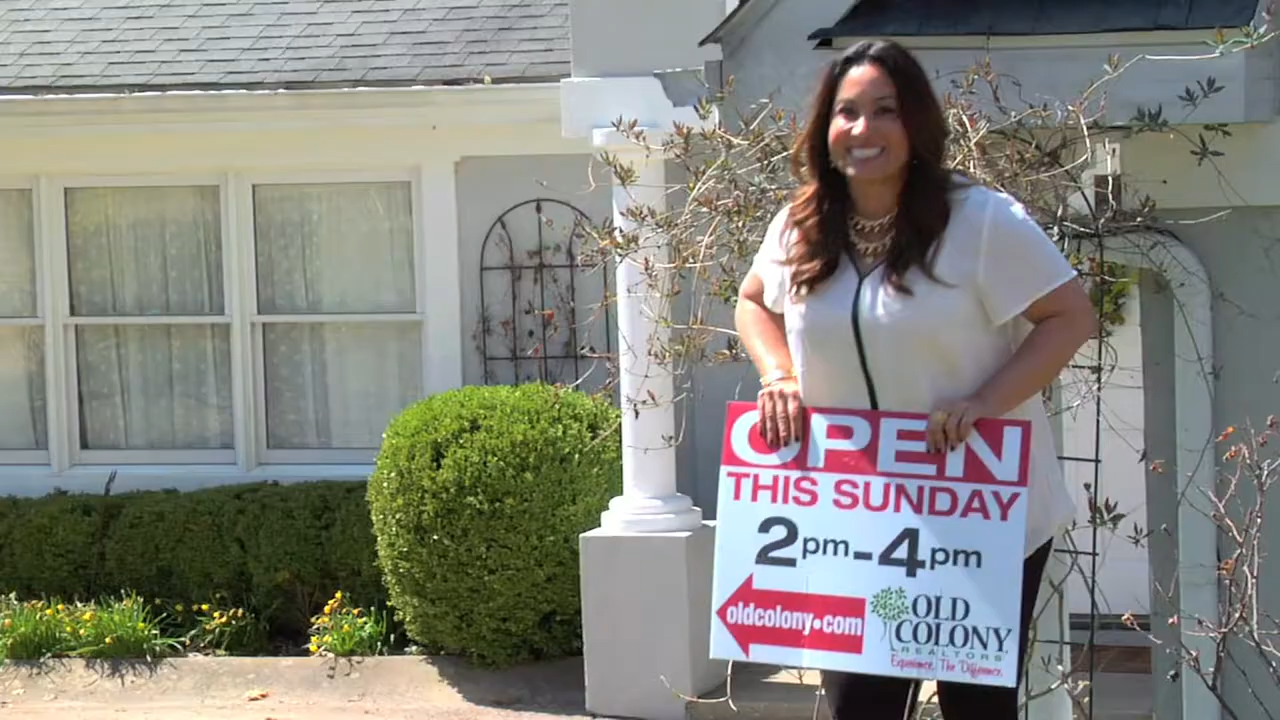 OPEN
THIS SUNDAY
2pm-4pm
oldcolony.com
OLD
COLONY
REALTORS
Experience The Difference